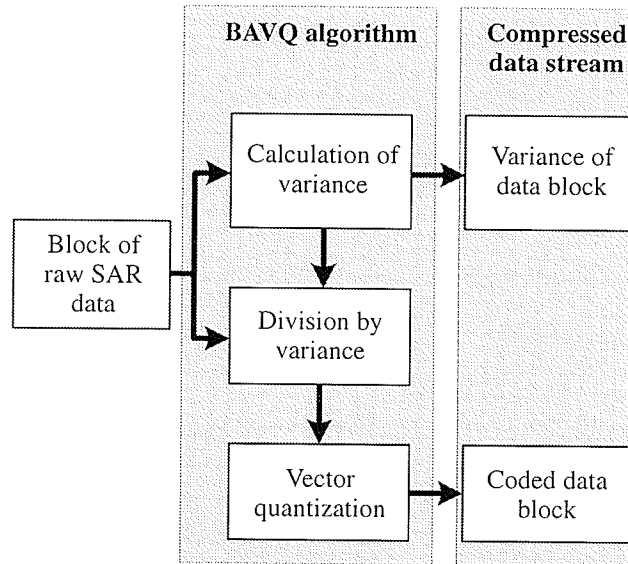 BAVQ algorithm
Compressed
data stream
Calculation of
variance
Variance of
data block
Block of
raw SAR
data
Division by
variance
Vector
quantization
Coded data
block